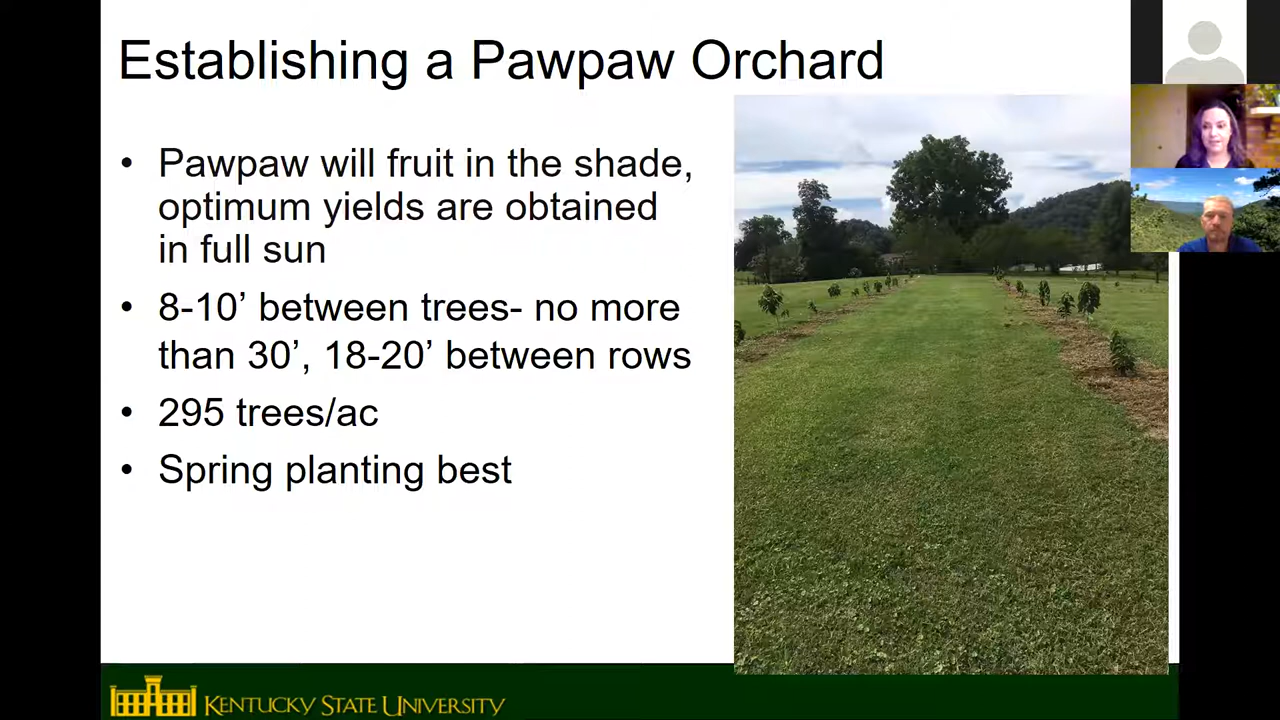 Establishing a Pawpaw Orchard
• Pawpaw will fruit in the shade,
optimum yields are obtained
in full sun
• 8-10’ between trees- no more
than 30’, 18-20’ between rows
• 295 trees/ac
• Spring planting best
KENTUCKY STATE UNIVERSITY